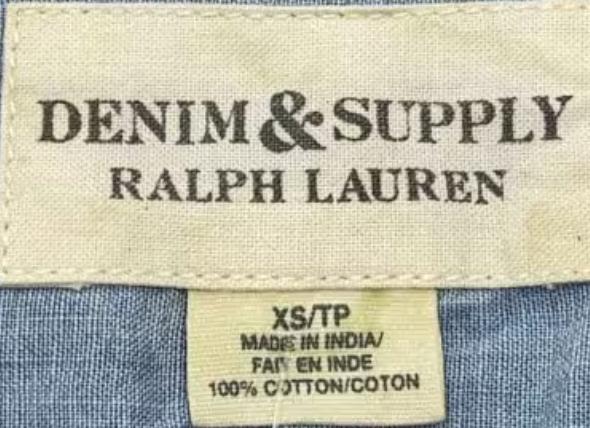 DENIM & SUPPLY
RALPH LAUREN
XS/TP
MADE IN INDIA/
FAIT EN INDE
100% COTTON/COTON